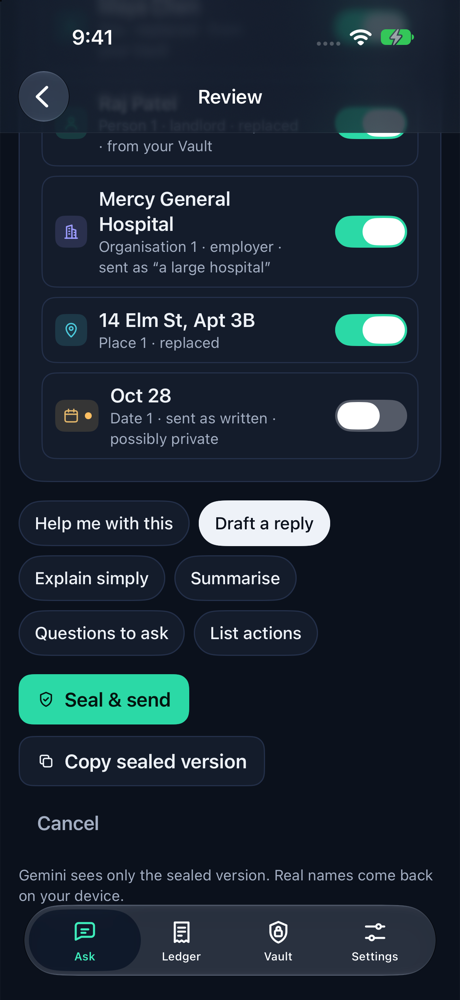 9:41
Review
Raj Patel
Person 1 · landlord · replaced
· from your Vault
Mercy General
Hospital
Organisation 1 · employer ·
sent as “a large hospital”
14 Elm St, Apt 3B
Place 1 · replaced
Oct 28
Date 1 · sent as written ·
possibly private
Help me with this
Draft a reply
Explain simply
Summarise
Questions to ask
List actions
Seal & send
Copy sealed version
Cancel
Gemini sees only the sealed version. Real names come back
on your device.
Ask
Ledger
Vault
Settings